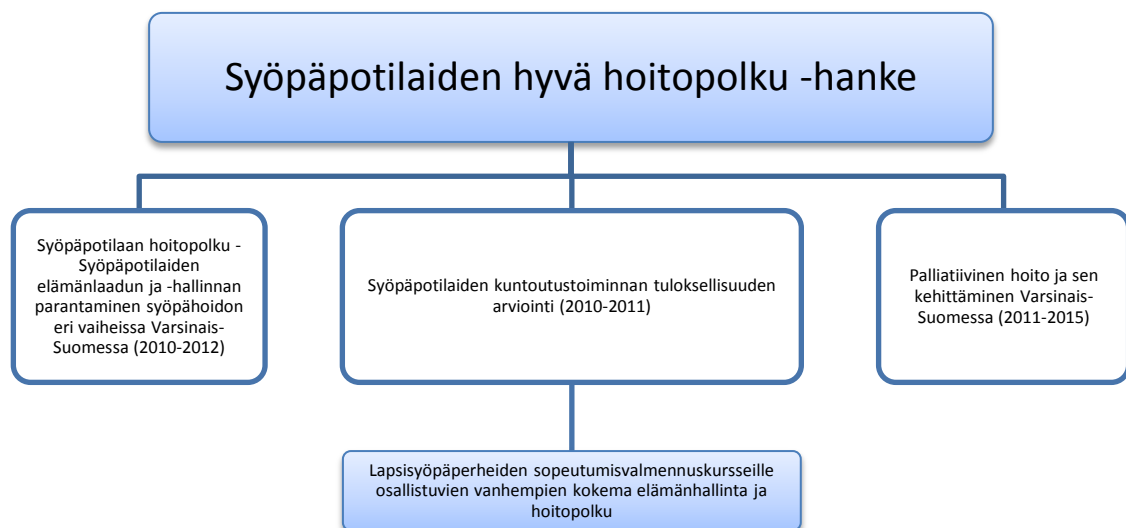 Syöpäpotilaiden hyvä hoitopolku -hanke
Syöpäpotilaan hoitopolku -
Syöpäpotilaiden
elämänlaadun ja -hallinnan
parantaminen syöpähoidon
eri vaiheissa Varsinais-
Suomessa (2010-2012)
Syöpäpotilaiden kuntoutustoiminnan tuloksellisuuden
arviointi (2010-2011)
Palliatiivinen hoito ja sen
kehittäminen Varsinais-
Suomessa (2011-2015)
Lapsisyöpäperheiden sopeutumisvalmennuskursseille
osallistuvien vanhempien kokema elämänhallinta ja
hoitopolku